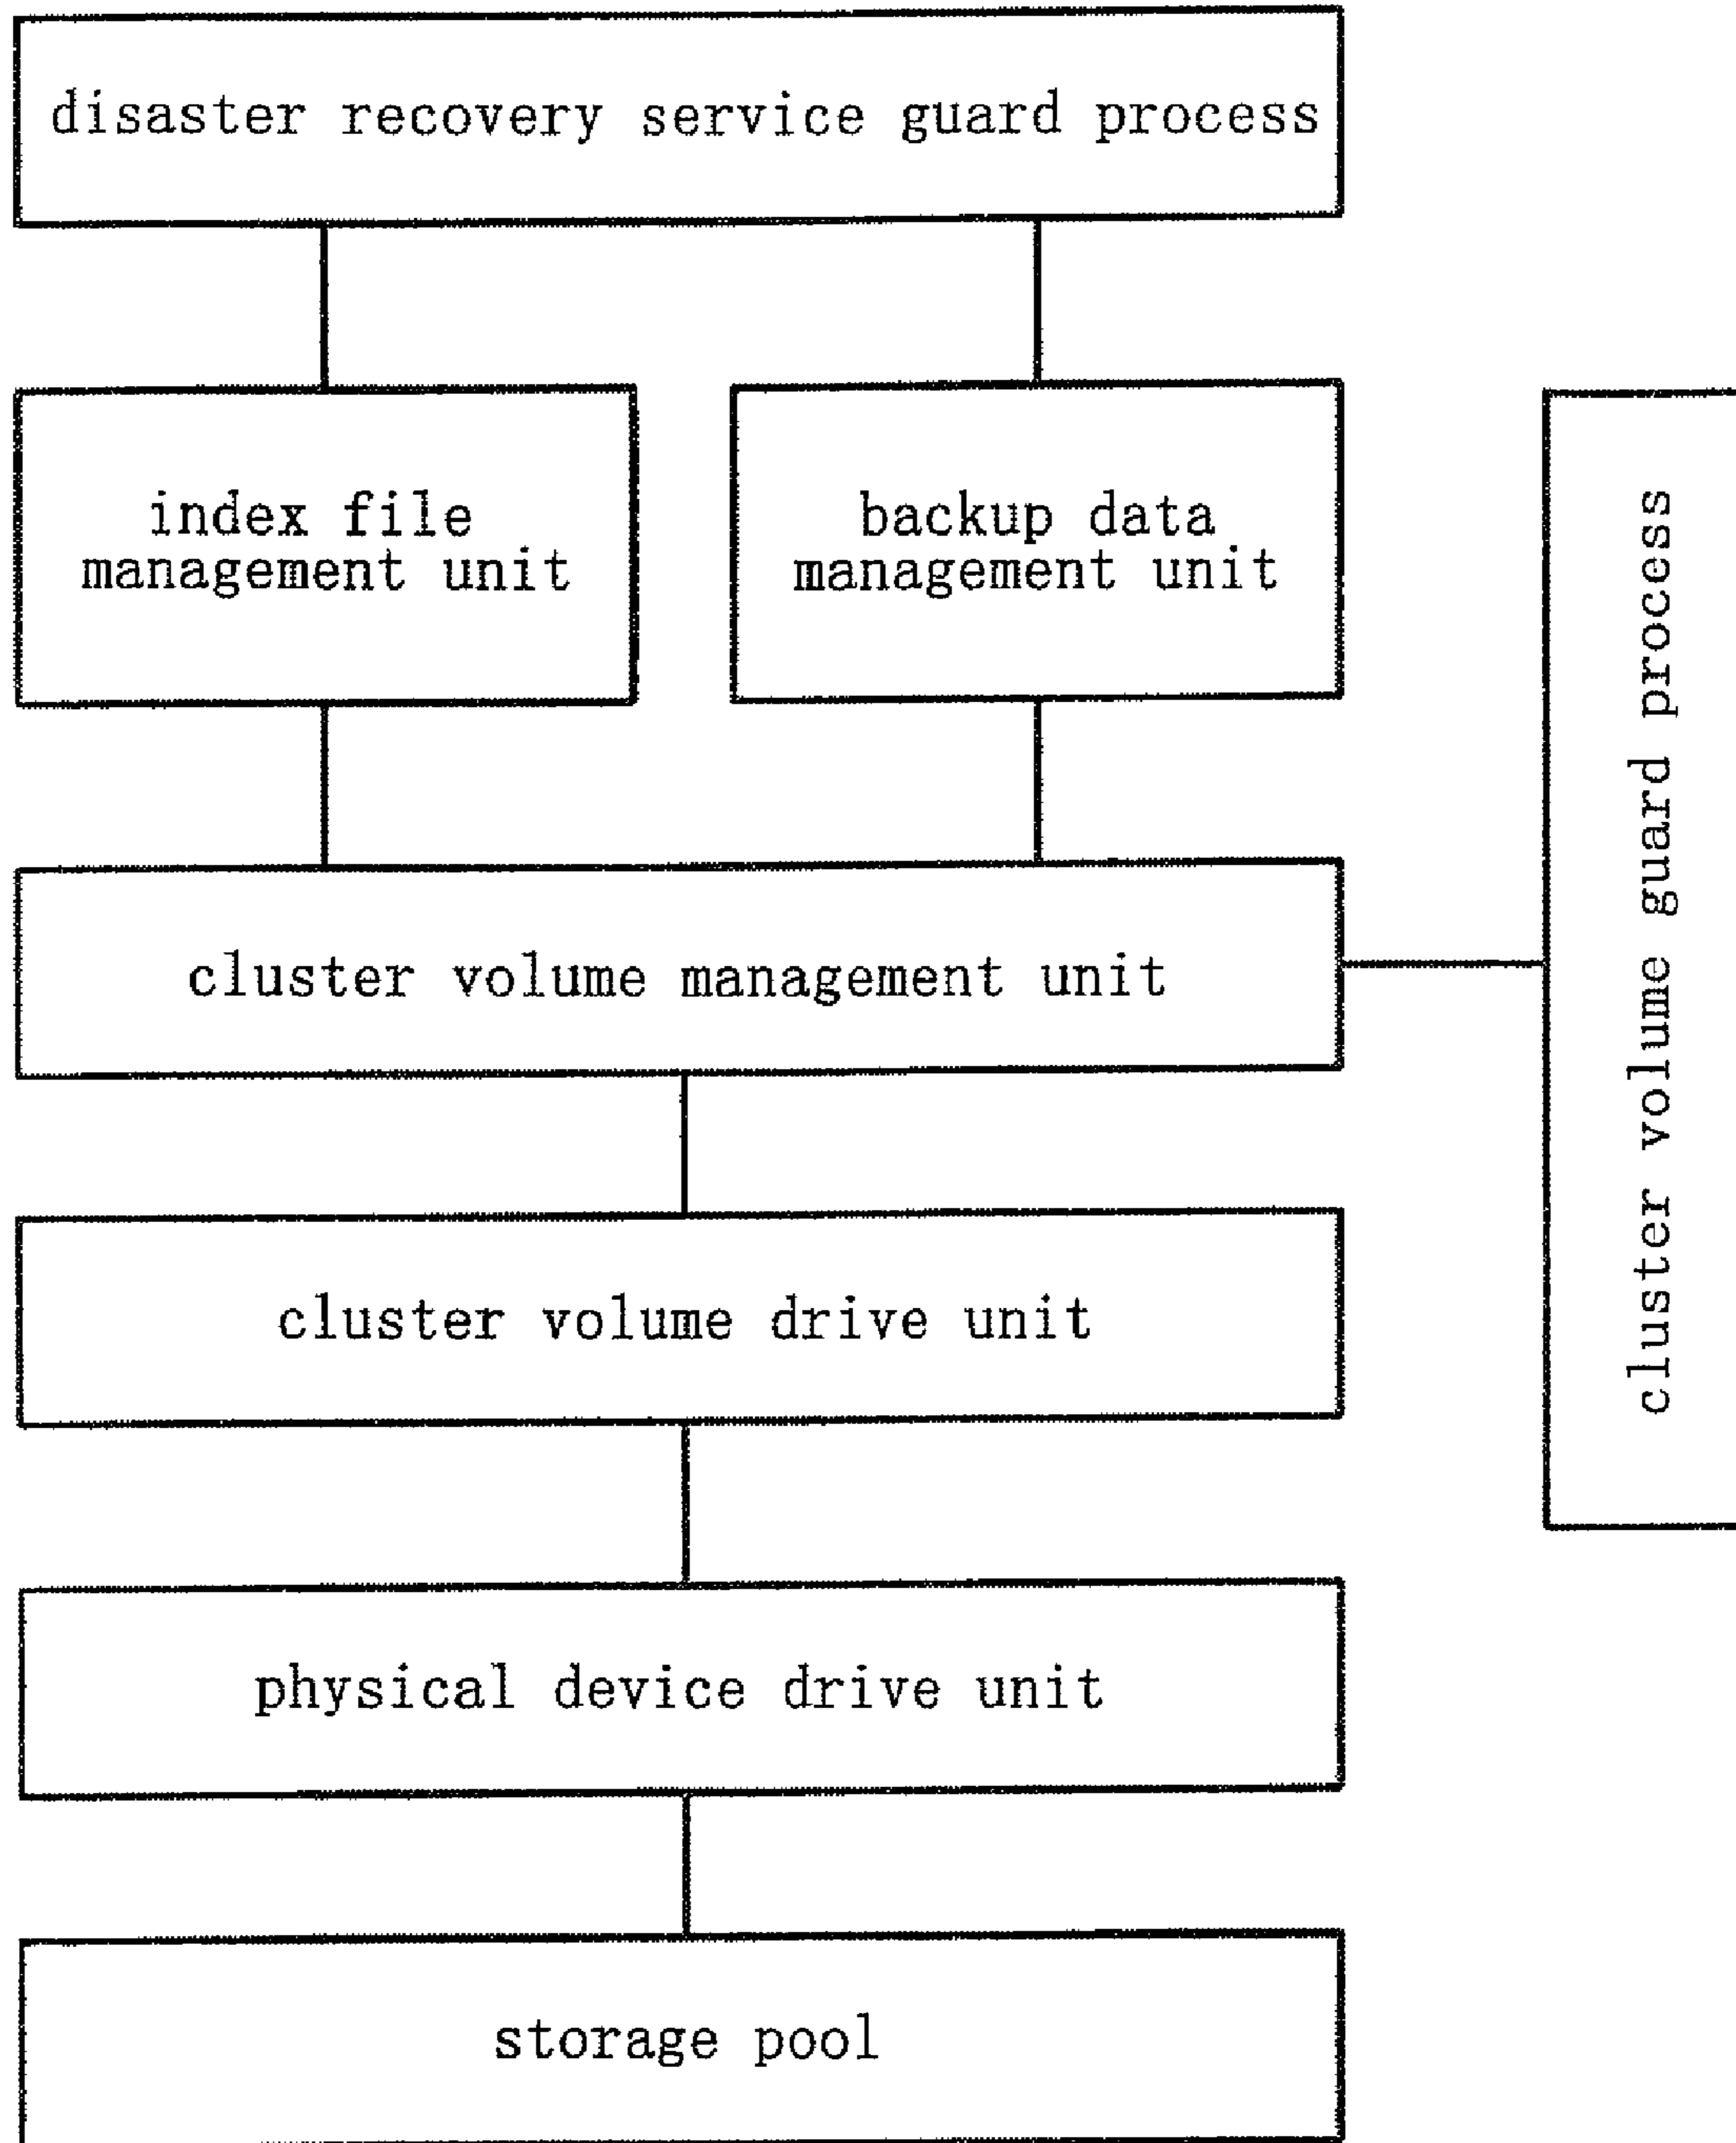 disaster recovery service guard process
index file
management unit
backup data
management unit
cluster volume guard process
cluster volume management unit
cluster volume drive unit
physical device drive unit
storage pool